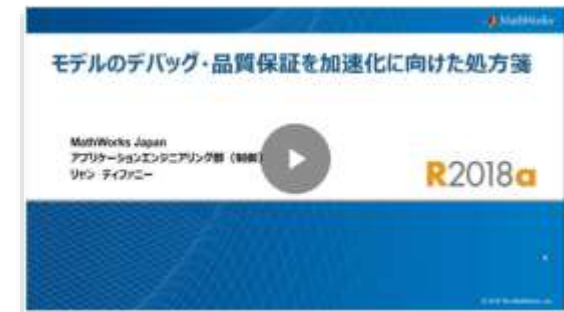 MathWorks
モデルのデバッグ・品質保証を加速化に向けた処方箋
MathWorks Japan
アプリケーションエンジニアリング部（制御）
リャン ティファニー
R2018a